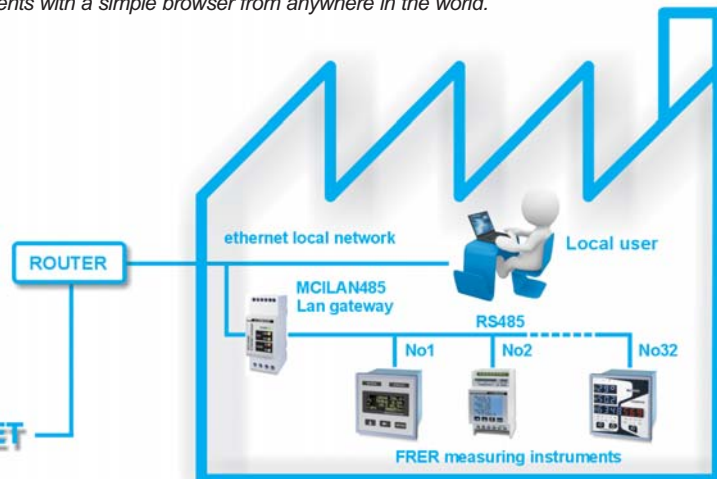 with a simple browser from anywhere in the world.
ethernet local network
Local user
ROUTER
MCILAN485
Lan gateway
RS485
No1
No2
No32
FRER measuring instruments